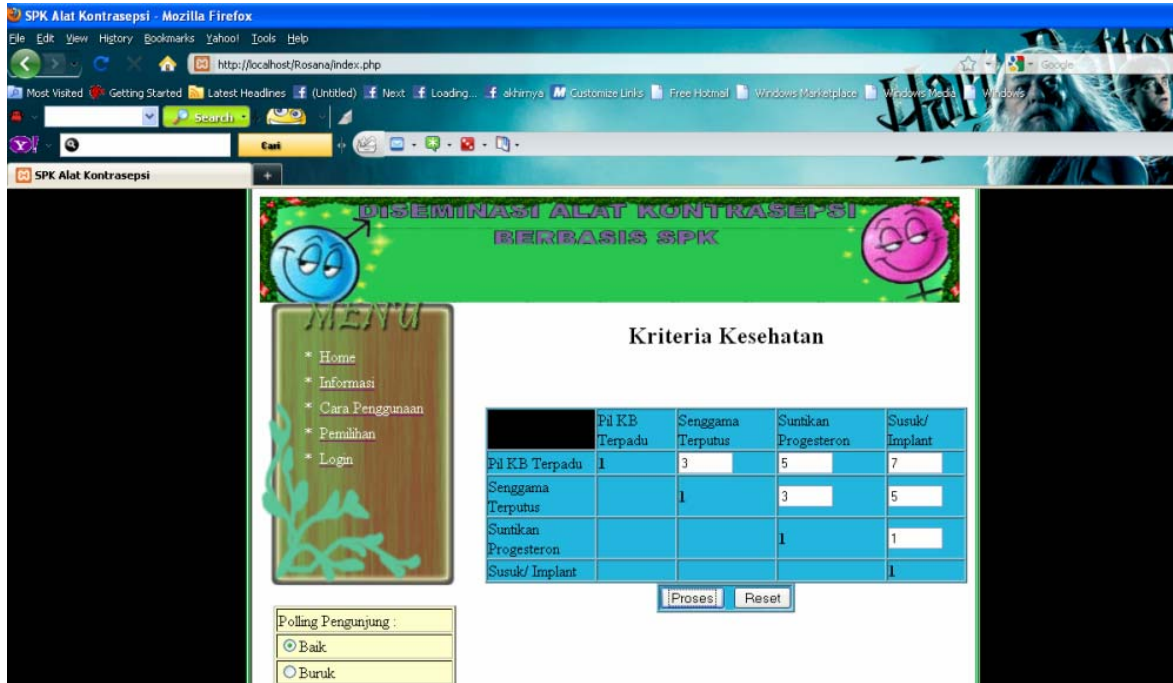 SPK Alat Kontrasepsi - Mozilla Firefox
File Edit View History Bookmarks Yahoo! Tools Help
http://localhost/Rosana/index.php
Google
Most Visited Getting Started Latest Headlines (Untitled) Next Loading... akhirnya Customize Links Free Hotmail Windows Marketplace Windows Media Windows
Search
Cari
SPK Alat Kontrasepsi
DISEMINASI ALAT KONTRASEPSI
BERBASIS SPK
MENU
* Home
* Informasi
* Cara Penggunaan
* Pemilihan
* Login
Kriteria Kesehatan
Pil KB Terpadu Senggama Terputus Suntikan Progesteron Susuk/ Implant
Pil KB Terpadu 1 3 5 7
Senggama Terputus 1 3 5
Suntikan Progesteron 1 1
Susuk/ Implant 1
Proses Reset
Polling Pengunjung :
Baik
Buruk